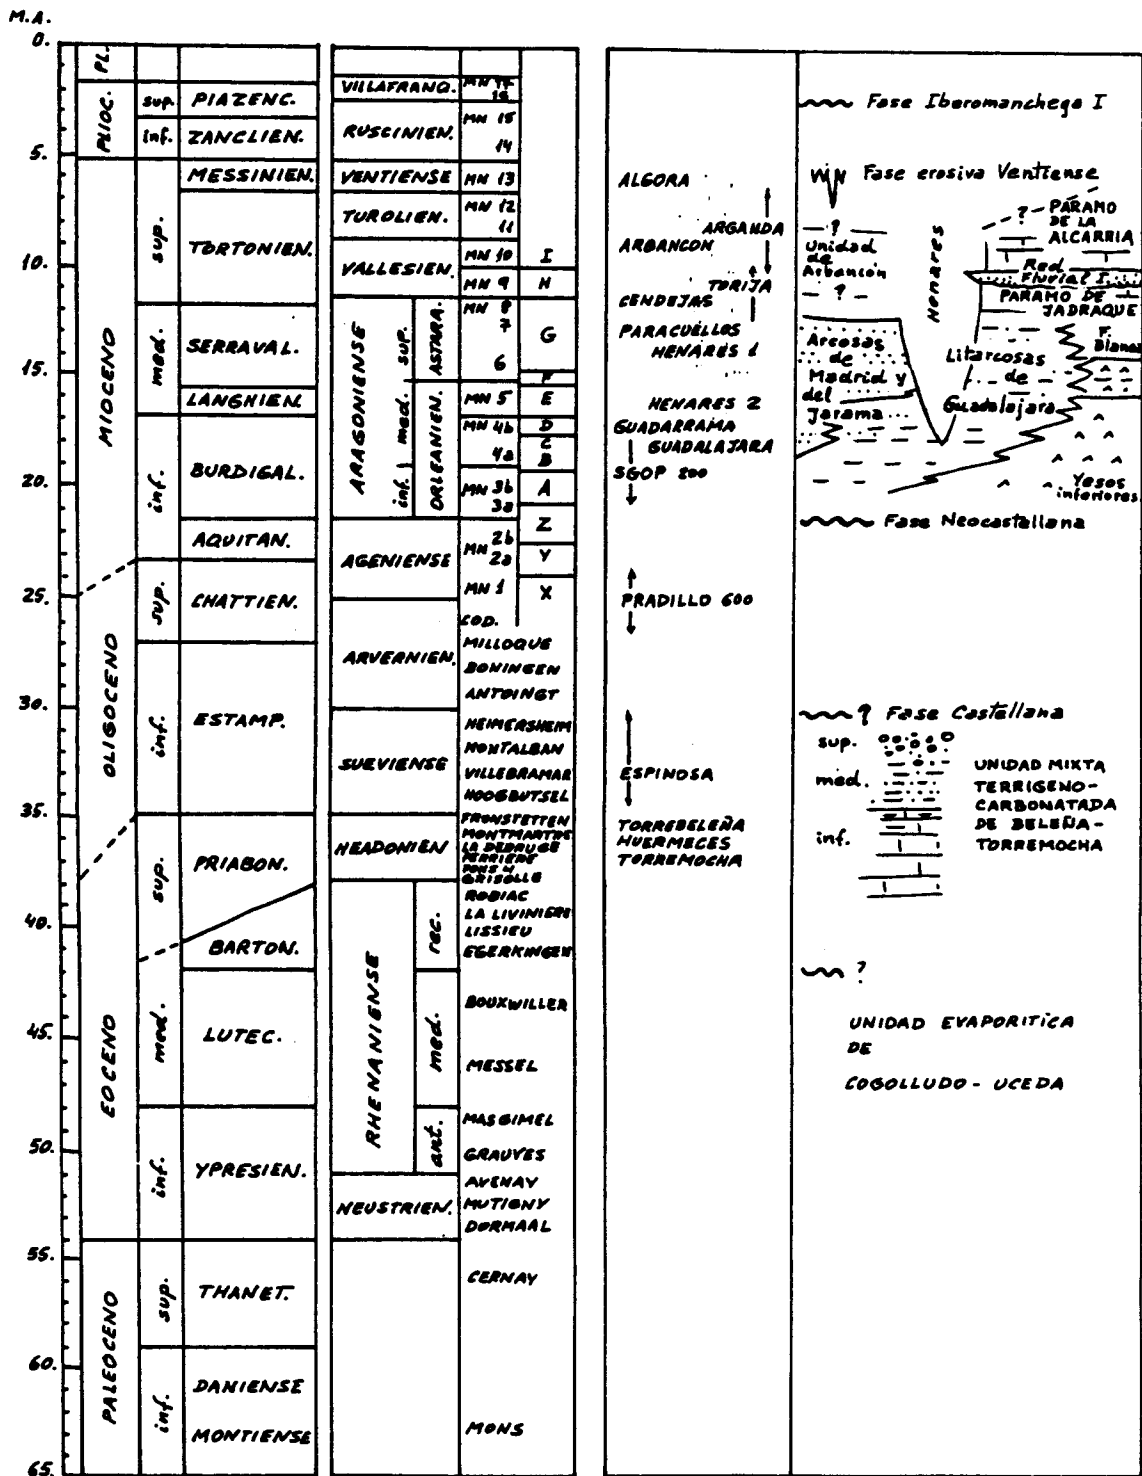 M.A.
0.
5.
10.
15.
20.
25.
30.
35.
40.
45.
50.
55.
60.
65.
PL.
PLIOC.
MIOCENO
OLIGOCENO
EOCENO
PALEOCENO
sup.
inf.
sup.
med.
inf.
sup.
inf.
sup.
med.
inf.
sup.
inf.
PIAZENC.
ZANCLIEN.
MESSINIEN.
TORTONIEN.
SERRAVAL.
LANGHIEN.
BURDIGAL.
AQUITAN.
CHATTIEN.
ESTAMP.
PRIABON.
BARTON.
LUTEC.
YPRESIEN.
THANET.
DANIENSE
MONTIENSE
VILLAFRANQ.
RUSCINIEN.
VENTIENSE
TUROLIEN.
VALLESIEN.
ARAGONIENSE
inf. med. sup.
ORLEANIEN. ASTARA.
AGENIENSE
ARVERNIEN.
SUEVIENSE
HEADONIEN
RHENANIENSE
rec.
med.
ant.
NEUSTRIEN.
MN 17
16
MN 15
14
MN 13
MN 12
11
MN 10
MN 9
MN 8
7
6
MN 5
MN 4b
4a
MN 3b
3a
MN 2b
2a
MN 1
COD.
MILLOQUE
BONINGEN
ANTOINGT
HEIMERSHEIM
MONTALBAN
VILLEBRAMAR
HOOGBUTSEL
FRONSTETTEN
MONTMARTRE
LA DEBRUGE
PERRIERE
FONS 4
GRISOLLE
ROBIAC
LA LIVINIERE
LISSIEU
EGERKINGEN
BOUXWILLER
MESSEL
MAS GIMEL
GRAUVES
AVENAY
MUTIGNY
DORMAAL
CERNAY
MONS
I
H
G
F
E
D
C
B
A
Z
Y
X
ALGORA
ARGANDA
ARBANCON
TORIJA
CENDEJAS
PARACUELLOS
HENARES 1
HENARES 2
GUADARRAMA
GUADALAJARA
SGOP 200
PRADILLO 600
ESPINOSA
TORREBELEÑA
HUERMECES
TORREMOCHA
Fase Iberomanchega I
Fase erosiva Ventiense
?
Unidad
de
Arbancón
?
HENARES
?
PARAMO
DE LA
ALCARRIA
Red
Fluvial I
PARAMO DE
JADRAQUE
F.
Blanca
Arcosas
de
Madrid y
del
Jarama
Litarcosas
de
Guadalajara
Yesos
inferiores
Fase Neocastellana
? Fase Castellana
sup.
med.
inf.
UNIDAD MIXTA
TERRIGENO-
CARBONATADA
DE BELEÑA-
TORREMOCHA
?
UNIDAD EVAPORITICA
DE
COGOLLUDO - UCEDA